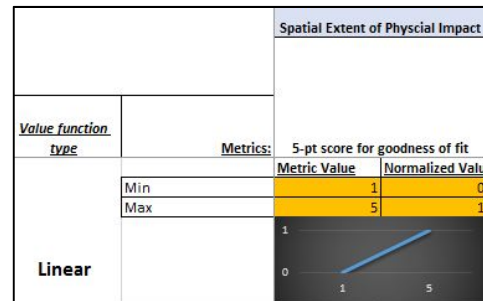 Spatial Extent of Physcial Impact
Value function
type
Metrics: 5-pt score for goodness of fit
Metric Value Normalized Valu
Min 1 0
Max 5 1
Linear
1
0
1 5